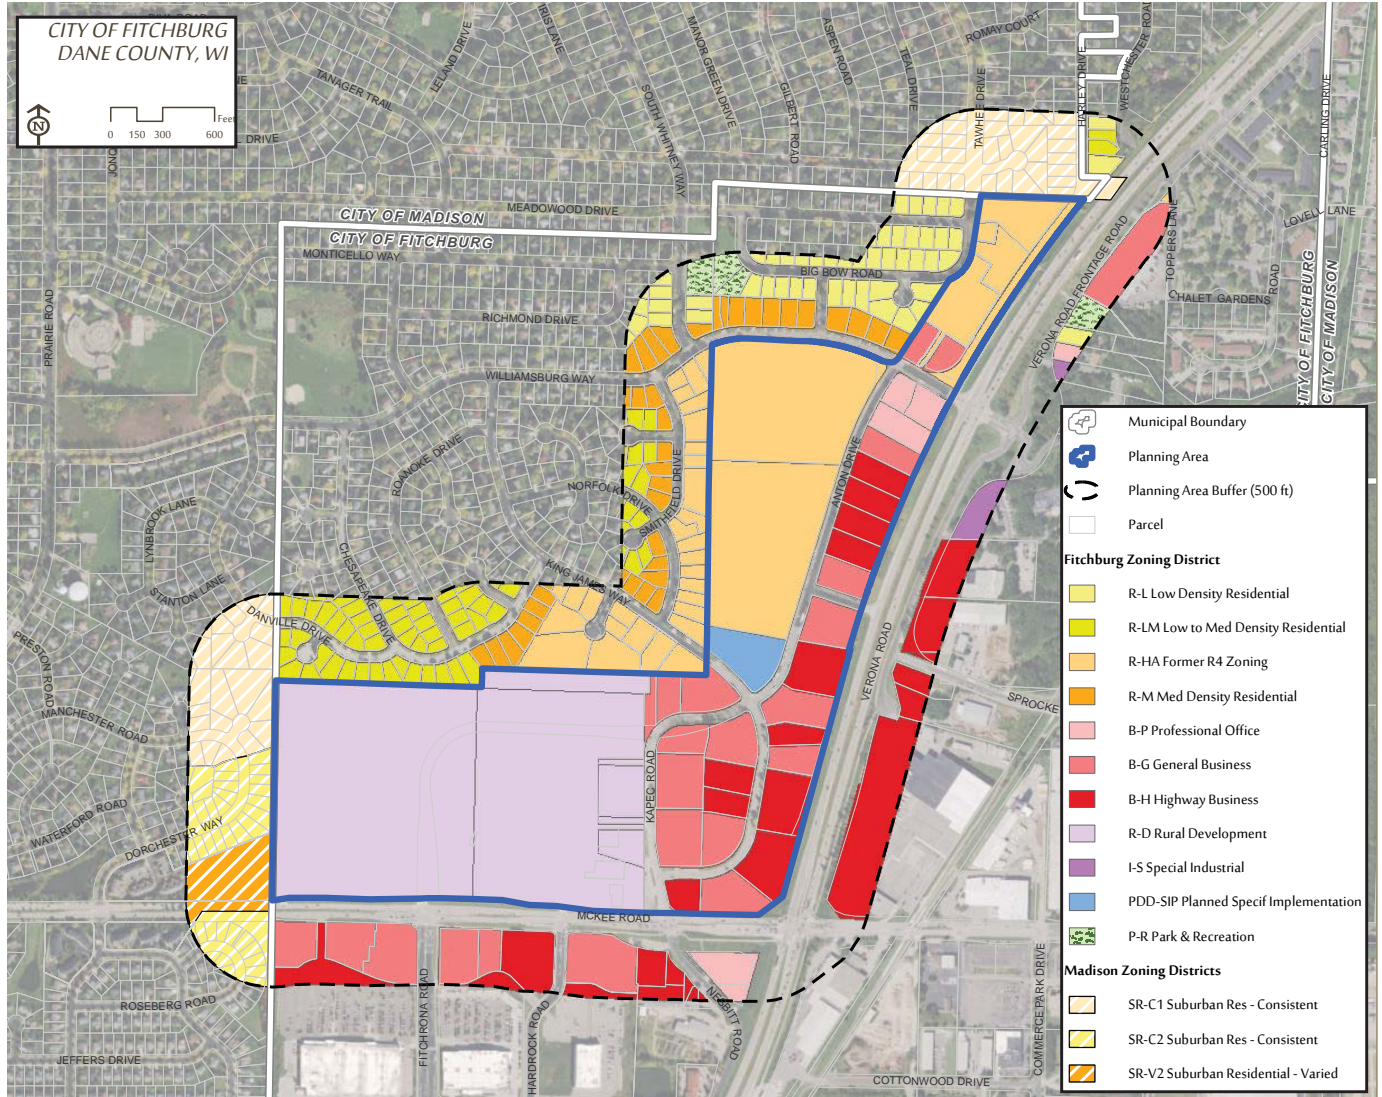 CITY OF FITCHBURG
DANE COUNTY, WI
N
Feet
0 150 300 600
TANAGER TRAIL
LELAND DRIVE
IRIS LANE
MANOR GREEN DRIVE
SOUTH WHITNEY WAY
GILBERT ROAD
ASPEN ROAD
TEAL DRIVE
ROMAY COURT
TAWHEE DRIVE
HARLEY DRIVE
WESTCHESTER ROAD
CARLING DRIVE
DRIVE
MEADOWOOD DRIVE
CITY OF MADISON
CITY OF FITCHBURG
MONTICELLO WAY
LOVELL LANE
TOPPERS LANE
CHALET GARDENS ROAD
VERONA ROAD FRONTAGE ROAD
CITY OF FITCHBURG
CITY OF MADISON
BIG BOW ROAD
RICHMOND DRIVE
PRAIRIE ROAD
WILLIAMSBURG WAY
ROANOKE DRIVE
NORFOLK DRIVE
SMITHFIELD DRIVE
ANTON DRIVE
LYNBROOK LANE
STANTON LANE
CHESAPEAKE DRIVE
KING JAMES WAY
DANVILLE DRIVE
PRESTON ROAD
MANCHESTER ROAD
VERONA ROAD
SPROCKE
KAPEC ROAD
WATERFORD ROAD
DORCHESTER WAY
MCKEE ROAD
ROSEBERG ROAD
JEFFERS DRIVE
FITCHRONA ROAD
HARDROCK ROAD
NESBITT ROAD
COMMERCE PARK DRIVE
COTTONWOOD DRIVE
Municipal Boundary
Planning Area
Planning Area Buffer (500 ft)
Parcel
Fitchburg Zoning District
R-L Low Density Residential
R-LM Low to Med Density Residential
R-HA Former R4 Zoning
R-M Med Density Residential
B-P Professional Office
B-G General Business
B-H Highway Business
R-D Rural Development
I-S Special Industrial
PDD-SIP Planned Specif Implementation
P-R Park & Recreation
Madison Zoning Districts
SR-C1 Suburban Res - Consistent
SR-C2 Suburban Res - Consistent
SR-V2 Suburban Residential - Varied